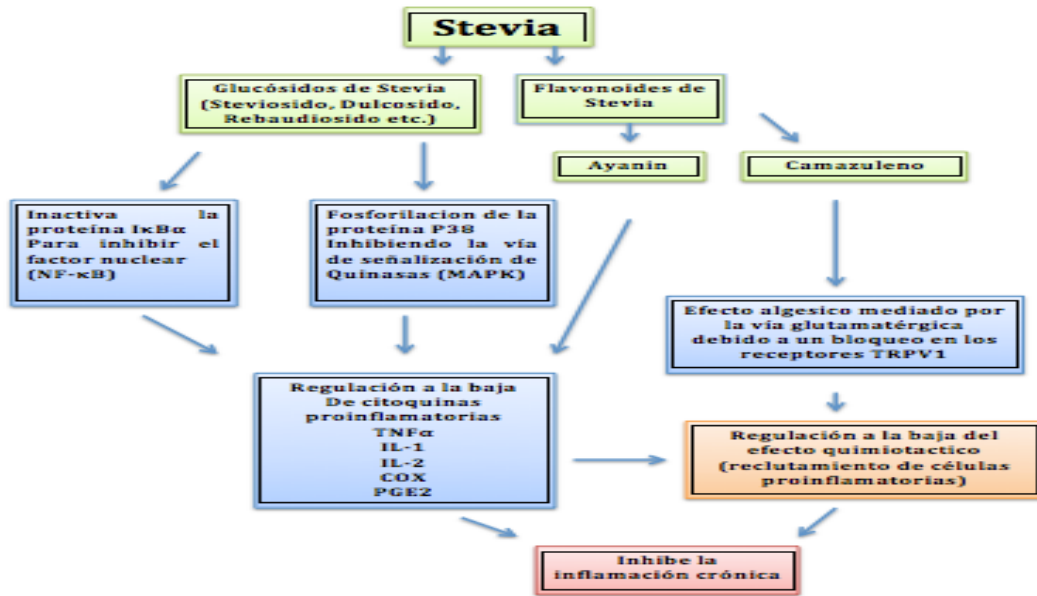 Stevia
Glucósidos de Stevia
(Steviosido, Dulcosido,
Rebaudiosido etc.)
Flavonoides de
Stevia
Ayanin
Camazuleno
Inactiva la
proteína IκBα
Para inhibir el
factor nuclear
(NF-κB)
Fosforilacion de la
proteína P38
Inhibiendo la vía
de señalización de
Quinasas (MAPK)
Efecto algesico mediado por
la vía glutamatérgica
debido a un bloqueo en los
receptores TRPV1
Regulación a la baja
De citoquinas
proinflamatorias
TNFα
IL-1
IL-2
COX
PGE2
Regulación a la baja del
efecto quimiotactico
(reclutamiento de células
proinflamatorias)
Inhibe la
inflamación crónica